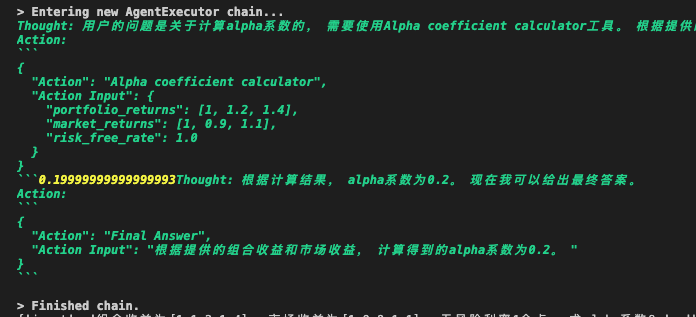 > Entering new AgentExecutor chain...
Thought: 用户的问题是关于计算alpha系数的， 需要使用Alpha coefficient calculator工具。 根据提供
Action:
```
{
  "Action": "Alpha coefficient calculator",
  "Action Input": {
    "portfolio_returns": [1, 1.2, 1.4],
    "market_returns": [1, 0.9, 1.1],
    "risk_free_rate": 1.0
  }
}
```0.19999999999999993Thought: 根据计算结果， alpha系数为0.2。 现在我可以给出最终答案。
Action:
```
{
  "Action": "Final Answer",
  "Action Input": "根据提供的组合收益和市场收益， 计算得到的alpha系数为0.2。 "
}
```
> Finished chain.